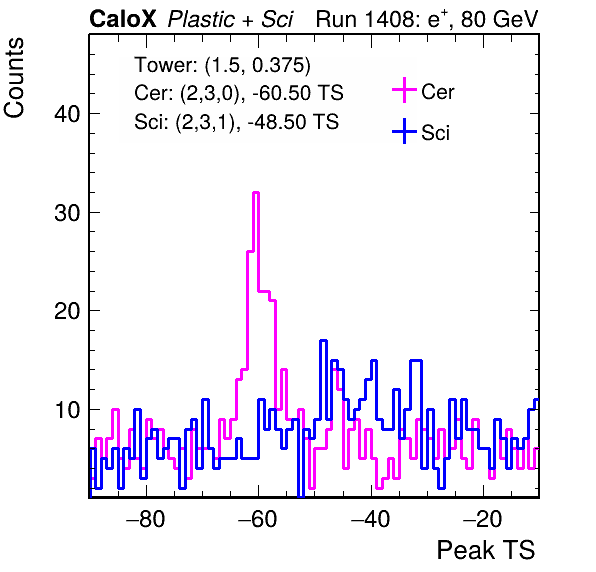 CaloX Plastic + Sci Run 1408: e⁺, 80 GeV
Counts
Tower: (1.5, 0.375)
Cer: (2,3,0), -60.50 TS
Sci: (2,3,1), -48.50 TS
Cer
Sci
40
30
20
10
−80 −60 −40 −20
Peak TS